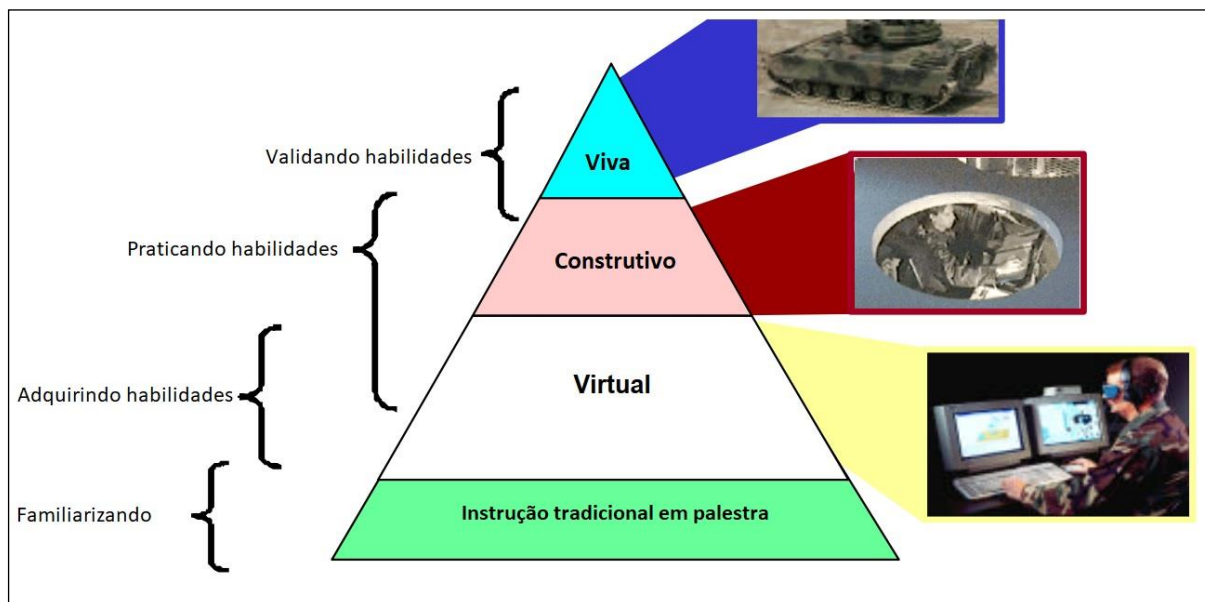 Validando habilidades
Viva
Praticando habilidades
Construtivo
Adquirindo habilidades
Virtual
Familiarizando
Instrução tradicional em palestra